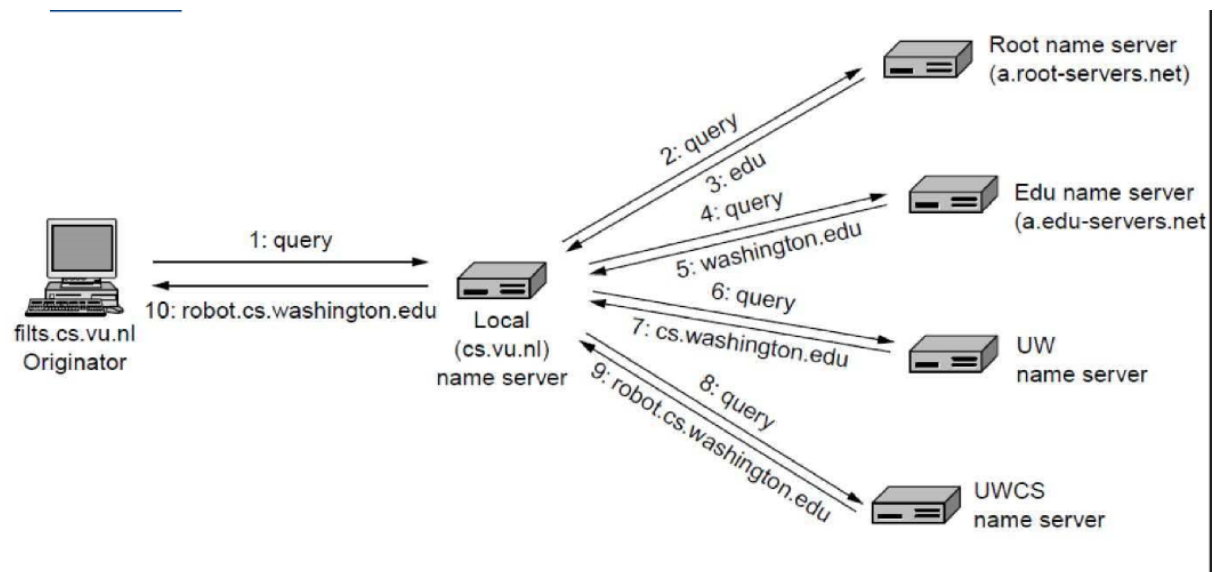 Root name server
(a.root-servers.net)
2: query
3: edu
4: query
Edu name server
(a.edu-servers.net
5: washington.edu
1: query
6: query
10: robot.cs.washington.edu
7: cs.washington.edu
filts.cs.vu.nl
Originator
Local
(cs.vu.nl)
name server
UW
name server
8: query
9: robot.cs.washington.edu
UWCS
name server